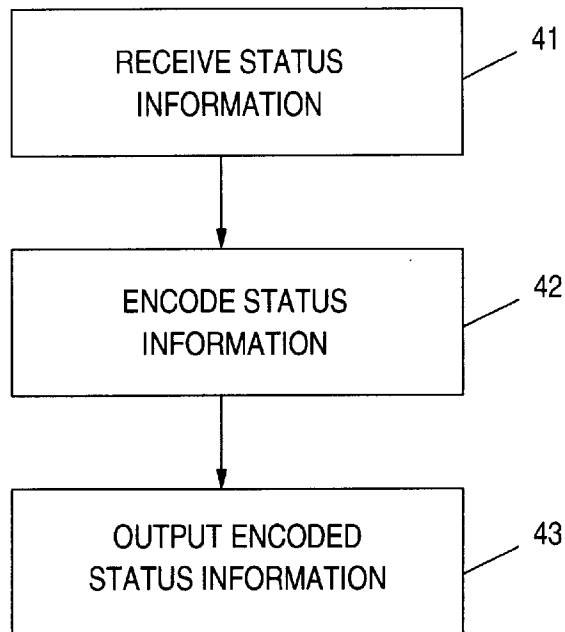 RECEIVE STATUS
INFORMATION
41
ENCODE STATUS
INFORMATION
42
OUTPUT ENCODED
STATUS INFORMATION
43